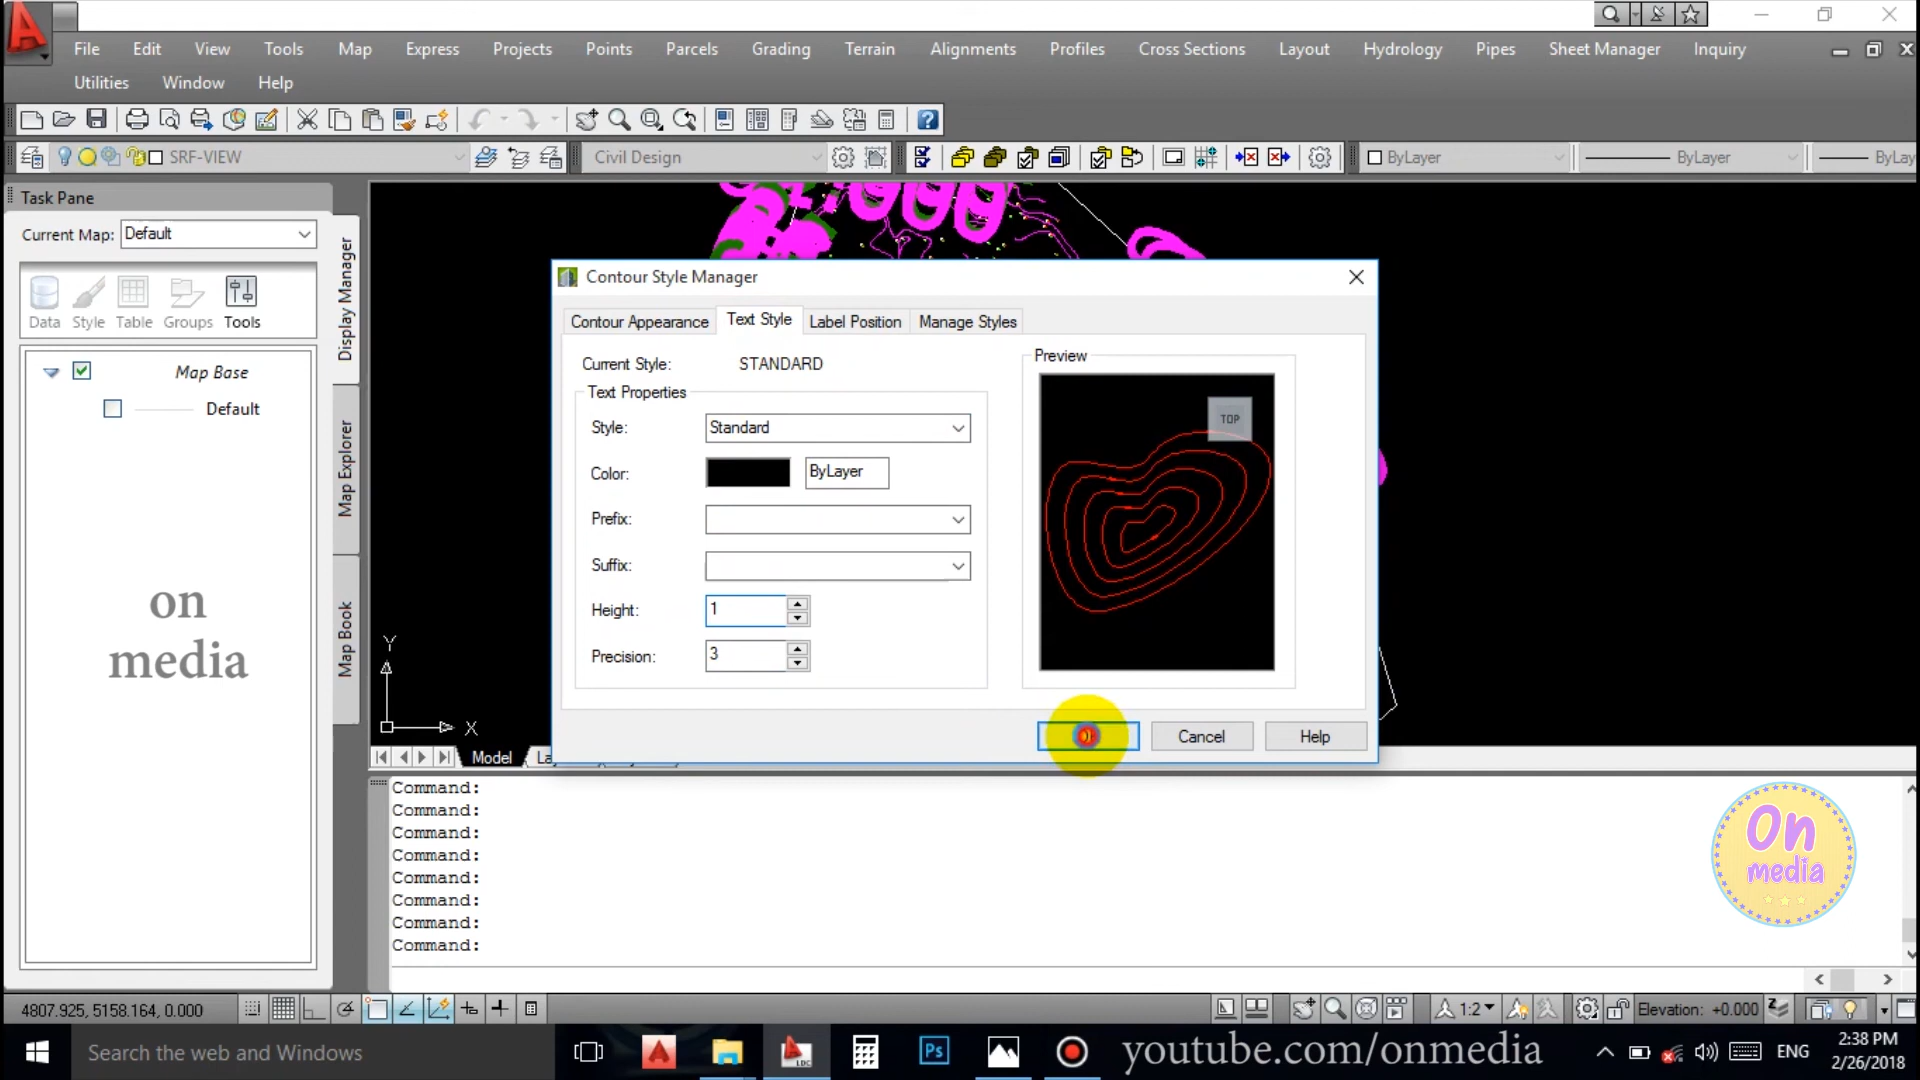 File Edit View Tools Map Express Projects Points Parcels Grading Terrain Alignments Profiles Cross Sections Layout Hydrology Pipes Sheet Manager Inquiry
Utilities Window Help
SRF-VIEW Civil Design ByLayer ByLayer ByLay
Task Pane
Current Map: Default
Data Style Table Groups Tools
Display Manager
Map Explorer
Map Book
Map Base
Default
on
media
Contour Style Manager
Contour Appearance Text Style Label Position Manage Styles
Current Style: STANDARD
Text Properties
Style: Standard
Color: ByLayer
Prefix:
Suffix:
Height: 1
Precision: 3
Preview
TOP
Cancel Help
Y
X
Model
Command:
Command:
Command:
Command:
Command:
Command:
Command:
Command:
On
media
4807.925, 5158.164, 0.000 1:2 Elevation: +0.000
Search the web and Windows
LDC
Ps
youtube.com/onmedia
ENG
2:38 PM
2/26/2018